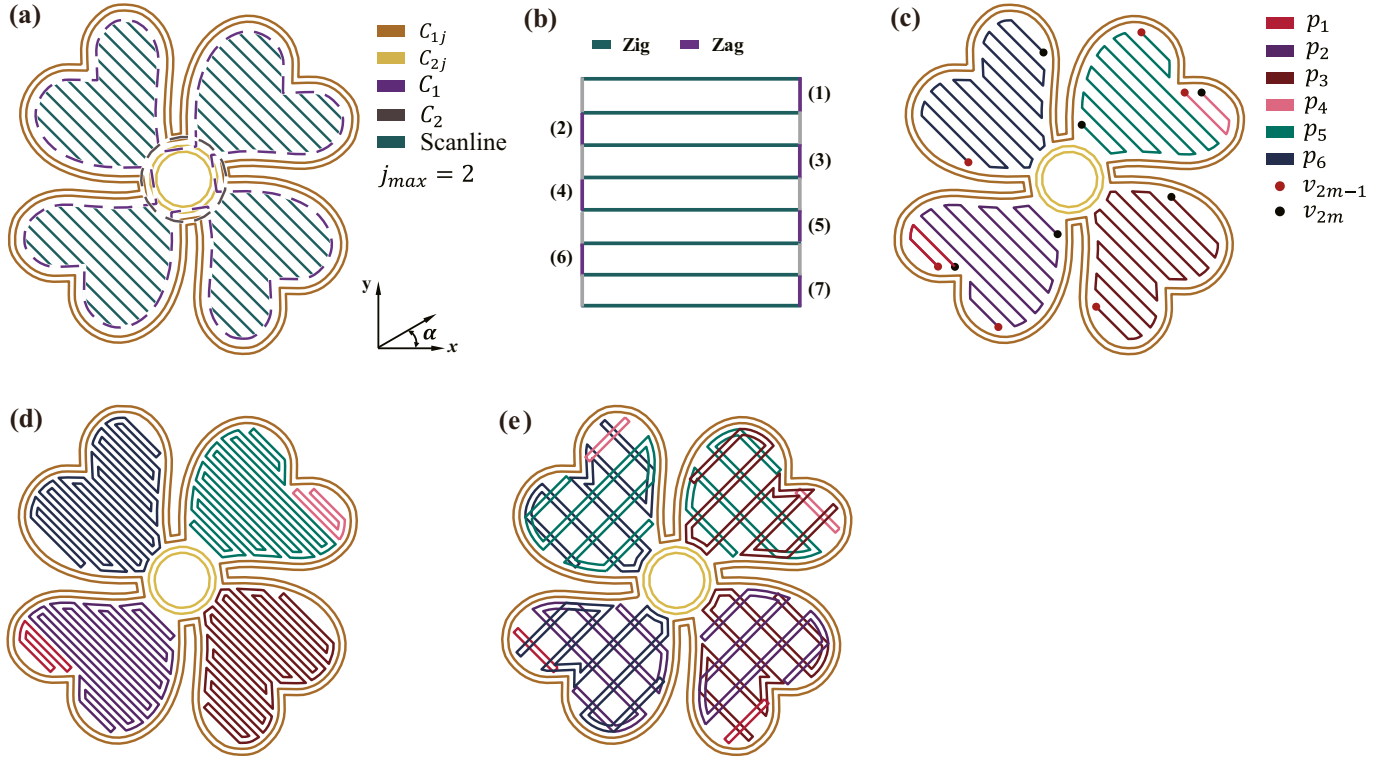 (a)
C₁ⱼ
C₂ⱼ
C₁
C₂
Scanline
jₘₐₓ = 2
y
α
x
(b)
Zig Zag
(1)
(2)
(3)
(4)
(5)
(6)
(7)
(c)
p₁
p₂
p₃
p₄
p₅
p₆
v₂ₘ₋₁
v₂ₘ
(d)
(e)